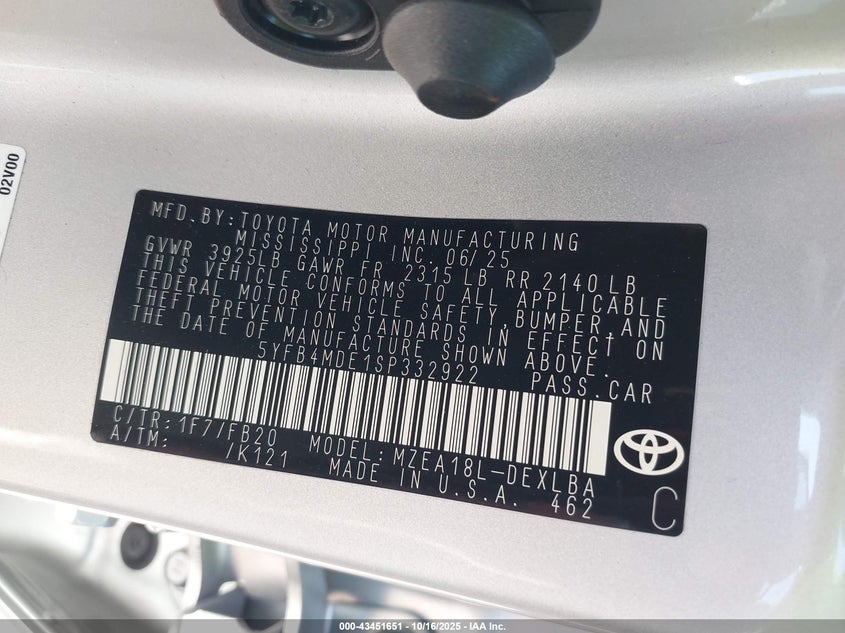 02V00
MFD.BY:TOYOTA MOTOR MANUFACTURING
MISSISSIPPI INC. 06/25
GVWR 3925LB GAWR FR 2315 LB RR 2140 LB
THIS VEHICLE CONFORMS TO ALL APPLICABLE
FEDERAL MOTOR VEHICLE SAFETY, BUMPER, AND
THEFT PREVENTION STANDARDS IN EFFECT ON
THE DATE OF MANUFACTURE SHOWN ABOVE.
5YFB4MDE1SP332922 PASS.CAR
C/TR:1F7/FB20 MODEL:MZEA18L-DEXLBA
A/TM: /K121 MADE IN U.S.A. 462
C
000-43451651 - 10/16/2025 - IAA Inc.